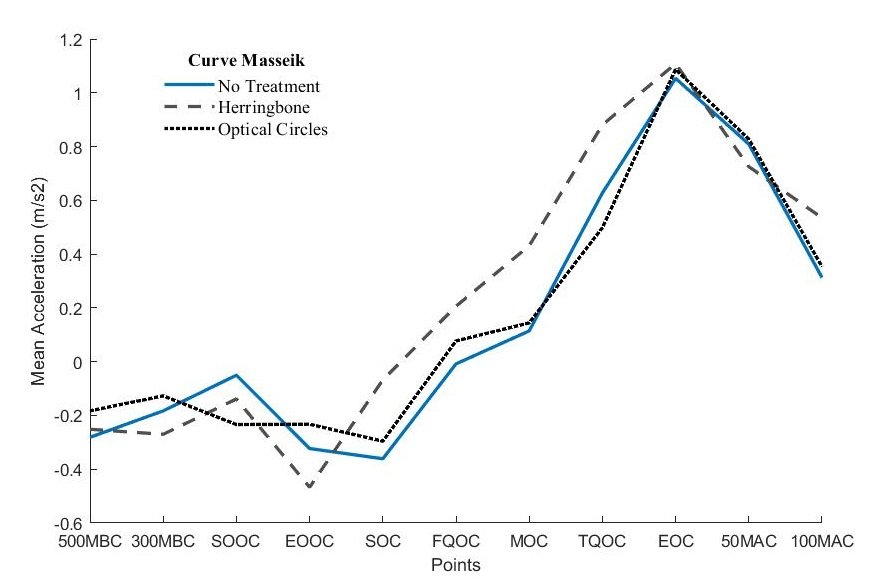 Curve Masseik
No Treatment
Herringbone
Optical Circles
Mean Acceleration (m/s2)
1.2
1
0.8
0.6
0.4
0.2
0
-0.2
-0.4
-0.6
500MBC 300MBC SOOC EOOC SOC FQOC MOC TQOC EOC 50MAC 100MAC
Points